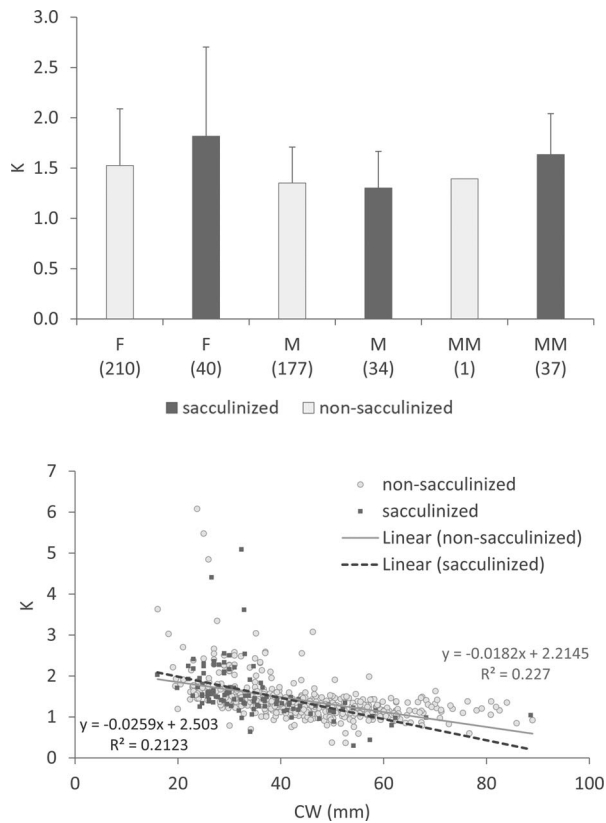 3.0
2.5
2.0
K
1.5
1.0
0.5
0.0
F F M M MM MM
(210) (40) (177) (34) (1) (37)
sacculinized non-sacculinized
7
non-sacculinized
6
sacculinized
5
Linear (non-sacculinized)
Linear (sacculinized)
4
K
3
y = -0.0182x + 2.2145
R² = 0.227
2
1
y = -0.0259x + 2.503
R² = 0.2123
0
0 20 40 60 80 100
CW (mm)